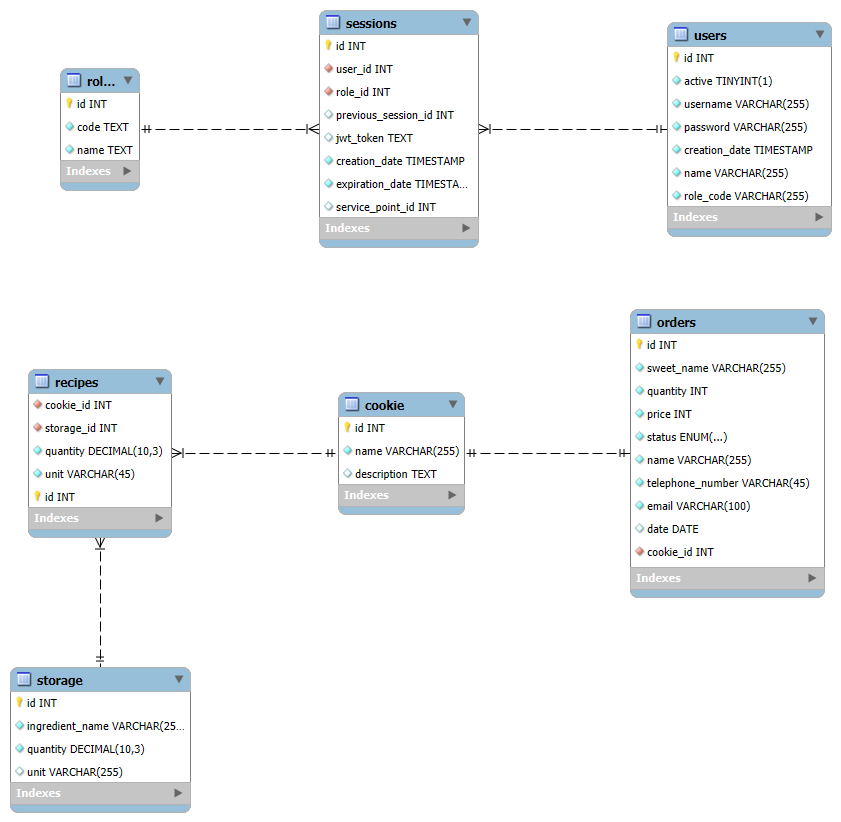 rol...
id INT
code TEXT
name TEXT
Indexes
sessions
id INT
user_id INT
role_id INT
previous_session_id INT
jwt_token TEXT
creation_date TIMESTAMP
expiration_date TIMESTA...
service_point_id INT
Indexes
users
id INT
active TINYINT(1)
username VARCHAR(255)
password VARCHAR(255)
creation_date TIMESTAMP
name VARCHAR(255)
role_code VARCHAR(255)
Indexes
recipes
cookie_id INT
storage_id INT
quantity DECIMAL(10,3)
unit VARCHAR(45)
id INT
Indexes
cookie
id INT
name VARCHAR(255)
description TEXT
Indexes
orders
id INT
sweet_name VARCHAR(255)
quantity INT
price INT
status ENUM(...)
name VARCHAR(255)
telephone_number VARCHAR(45)
email VARCHAR(100)
date DATE
cookie_id INT
Indexes
storage
id INT
ingredient_name VARCHAR(25...
quantity DECIMAL(10,3)
unit VARCHAR(255)
Indexes